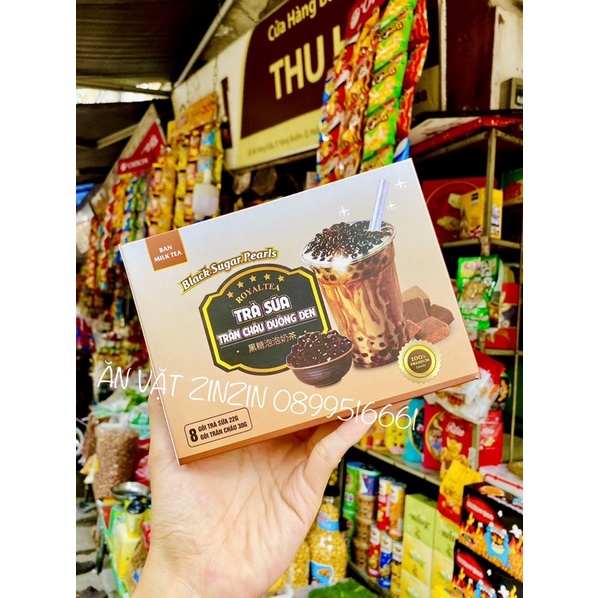 Cửa Hàng
THU H
BAN
MILK TEA
Black Sugar Pearls
ROYALTEA
TRÀ SỮA
TRÂN CHÂU ĐƯỜNG ĐEN
黑糖泡泡奶茶
100%
PREMIUM
ĂN VẶT ZINZIN 0899516661
8 GÓI TRÀ SỮA 22G
GÓI TRÂN CHÂU 30G